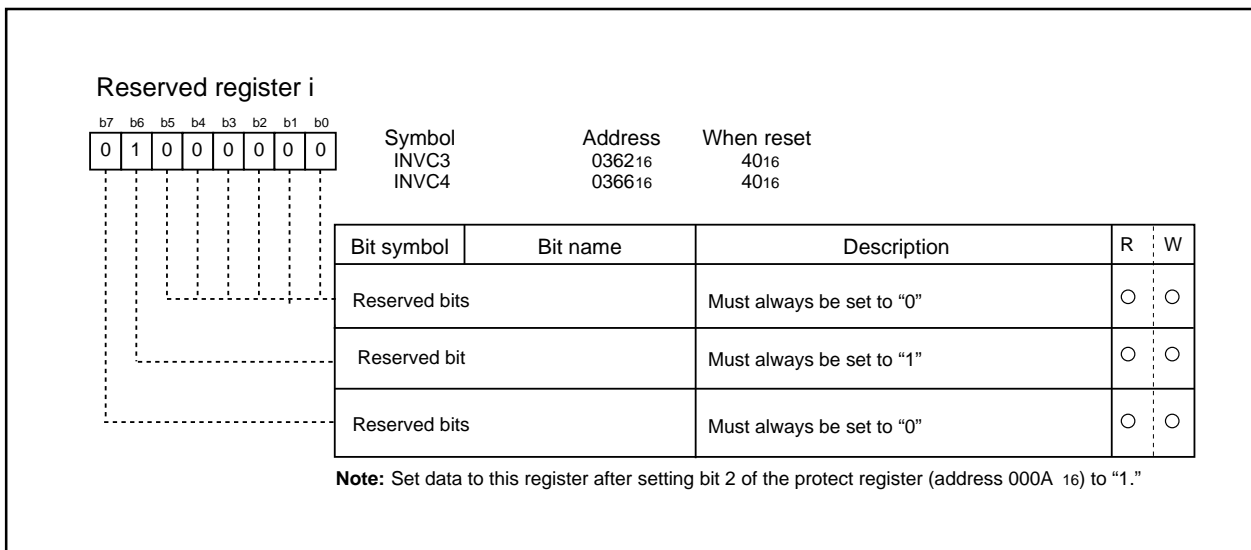 Reserved register i
b7 b6 b5 b4 b3 b2 b1 b0
0 1 0 0 0 0 0 0
Symbol Address When reset
INVC3 036216 4016
INVC4 036616 4016
Bit symbol Bit name Description R W
Reserved bits Must always be set to “0”
Reserved bit Must always be set to “1”
Reserved bits Must always be set to “0”
Note: Set data to this register after setting bit 2 of the protect register (address 000A 16) to “1.”